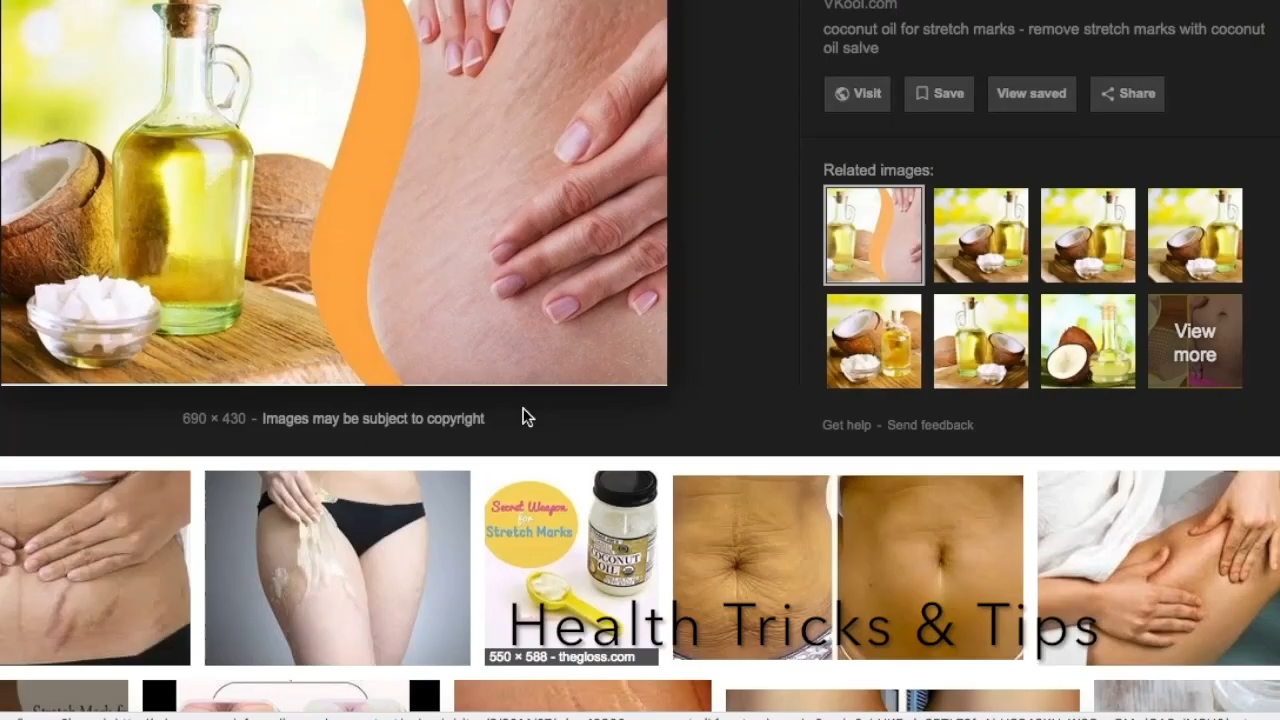 VKool.com
coconut oil for stretch marks - remove stretch marks with coconut
oil salve
Visit
Save
View saved
Share
Related images:
View
more
690 × 430 - Images may be subject to copyright
Get help - Send feedback
Secret Weapon
for
Stretch Marks
COCONUT
OIL
Health Tricks & Tips
550 × 588 - thegloss.com